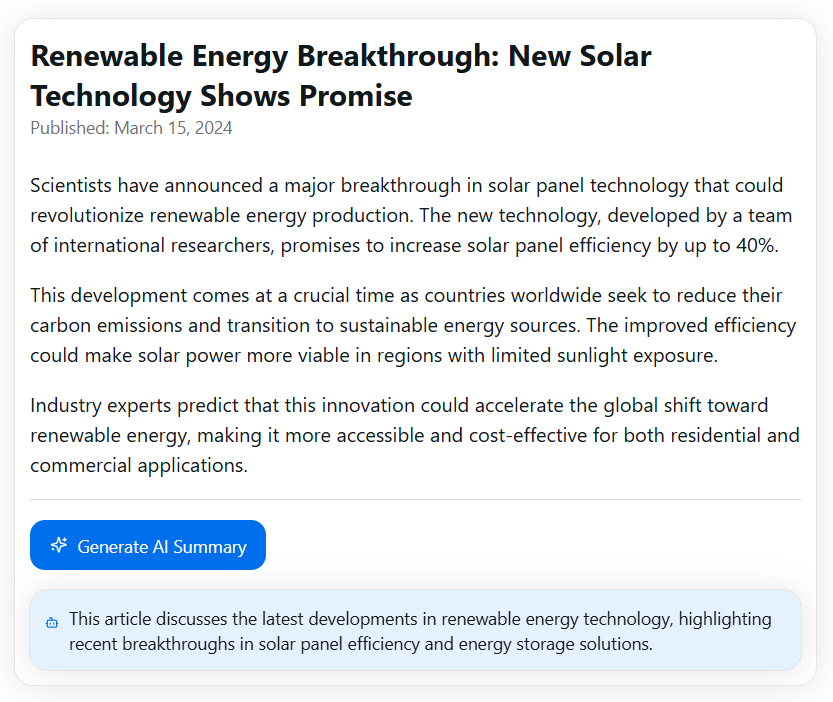 Renewable Energy Breakthrough: New Solar
Technology Shows Promise
Published: March 15, 2024
Scientists have announced a major breakthrough in solar panel technology that could
revolutionize renewable energy production. The new technology, developed by a team
of international researchers, promises to increase solar panel efficiency by up to 40%.
This development comes at a crucial time as countries worldwide seek to reduce their
carbon emissions and transition to sustainable energy sources. The improved efficiency
could make solar power more viable in regions with limited sunlight exposure.
Industry experts predict that this innovation could accelerate the global shift toward
renewable energy, making it more accessible and cost-effective for both residential and
commercial applications.
Generate AI Summary
This article discusses the latest developments in renewable energy technology, highlighting
recent breakthroughs in solar panel efficiency and energy storage solutions.